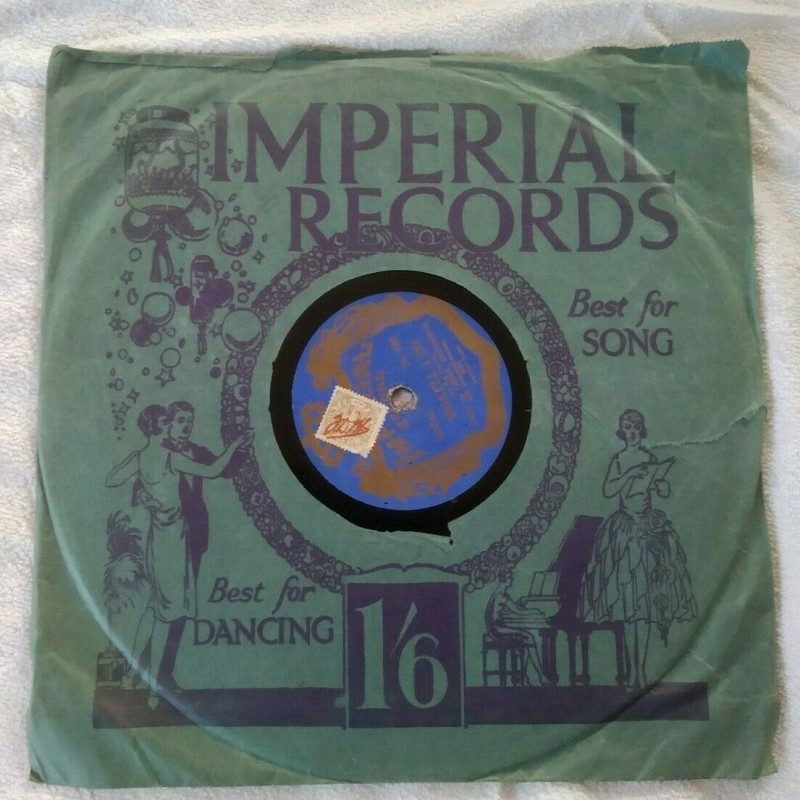 IMPERIAL
RECORDS
Best for
SONG
Best for
DANCING
1/6